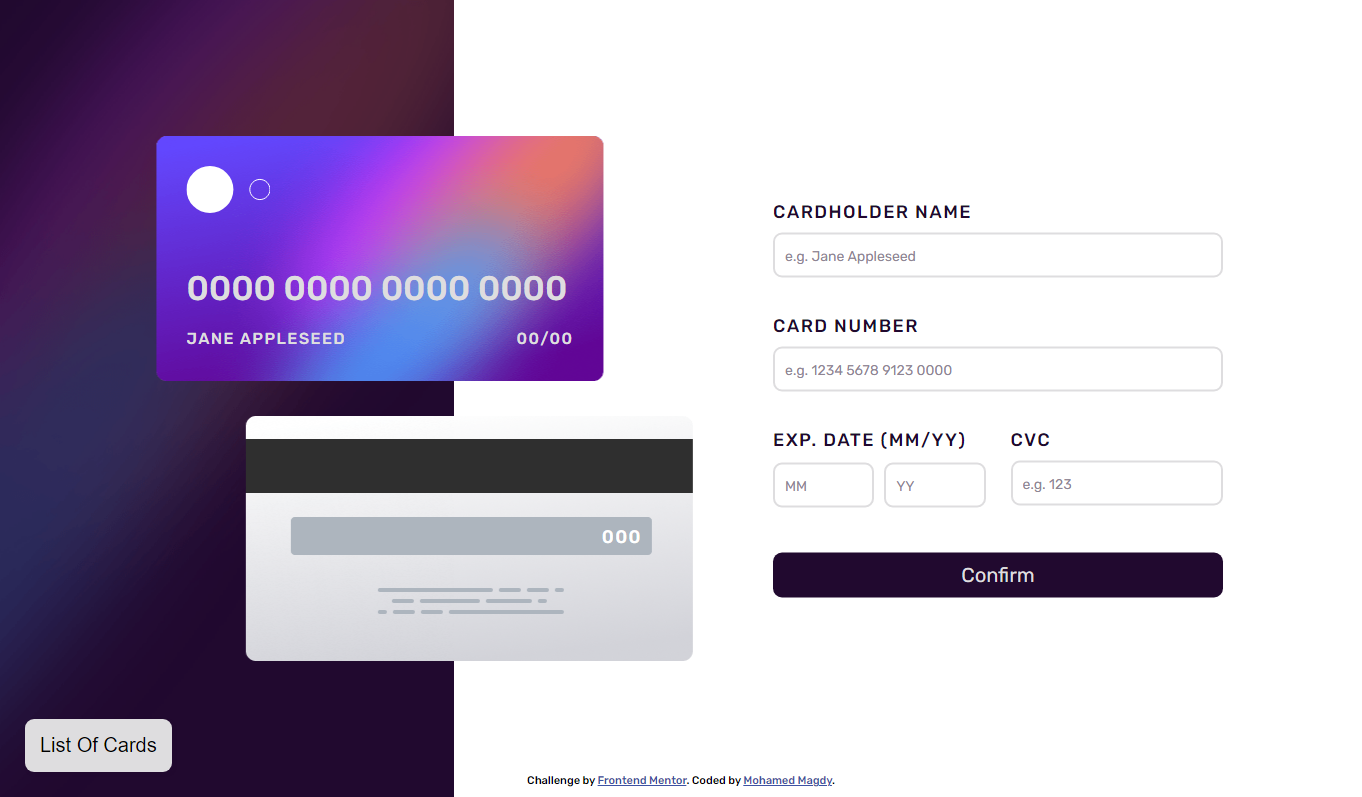 0000 0000 0000 0000
JANE APPLESEED 00/00
000
List Of Cards
CARDHOLDER NAME
e.g. Jane Appleseed
CARD NUMBER
e.g. 1234 5678 9123 0000
EXP. DATE (MM/YY) CVC
MM YY e.g. 123
Confirm
Challenge by Frontend Mentor. Coded by Mohamed Magdy.